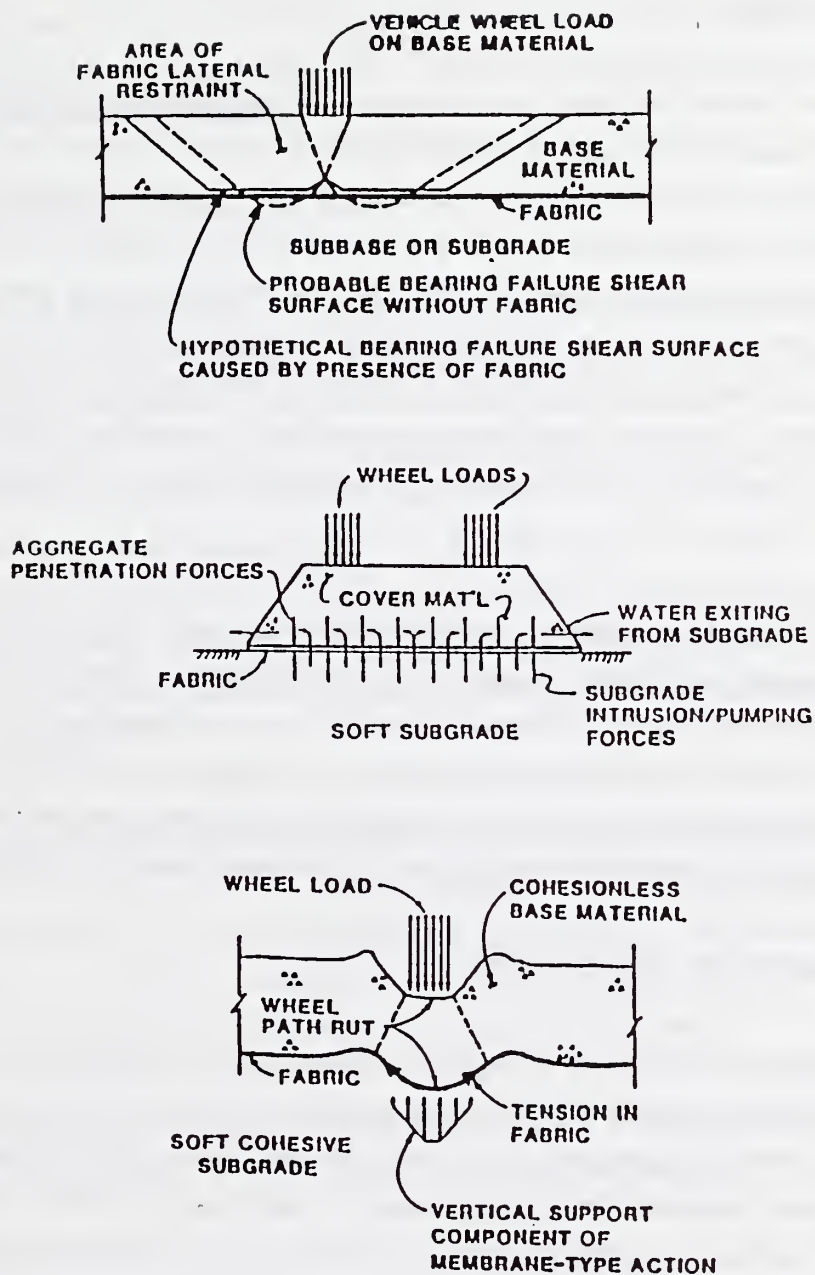 VEHICLE WHEEL LOAD
ON BASE MATERIAL
AREA OF
FABRIC LATERAL
RESTRAINT
BASE
MATERIAL
FABRIC
SUBBASE OR SUBGRADE
PROBABLE BEARING FAILURE SHEAR
SURFACE WITHOUT FABRIC
HYPOTHETICAL BEARING FAILURE SHEAR SURFACE
CAUSED BY PRESENCE OF FABRIC
WHEEL LOADS
AGGREGATE
PENETRATION FORCES
COVER MAT'L
WATER EXITING
FROM SUBGRADE
FABRIC
SUBGRADE
INTRUSION/PUMPING
FORCES
SOFT SUBGRADE
WHEEL LOAD
COHESIONLESS
BASE MATERIAL
WHEEL
PATH RUT
FABRIC
TENSION IN
FABRIC
SOFT COHESIVE
SUBGRADE
VERTICAL SUPPORT
COMPONENT OF
MEMBRANE-TYPE ACTION